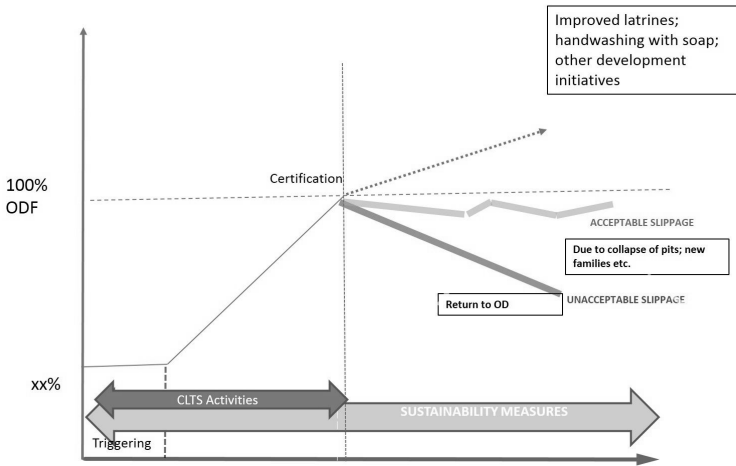 Improved latrines;
handwashing with soap;
other development
initiatives
Certification
100%
ODF
ACCEPTABLE SLIPPAGE
Due to collapse of pits; new
families etc.
Return to OD
UNACCEPTABLE SLIPPAGE
xx%
CLTS Activities
SUSTAINABILITY MEASURES
Triggering